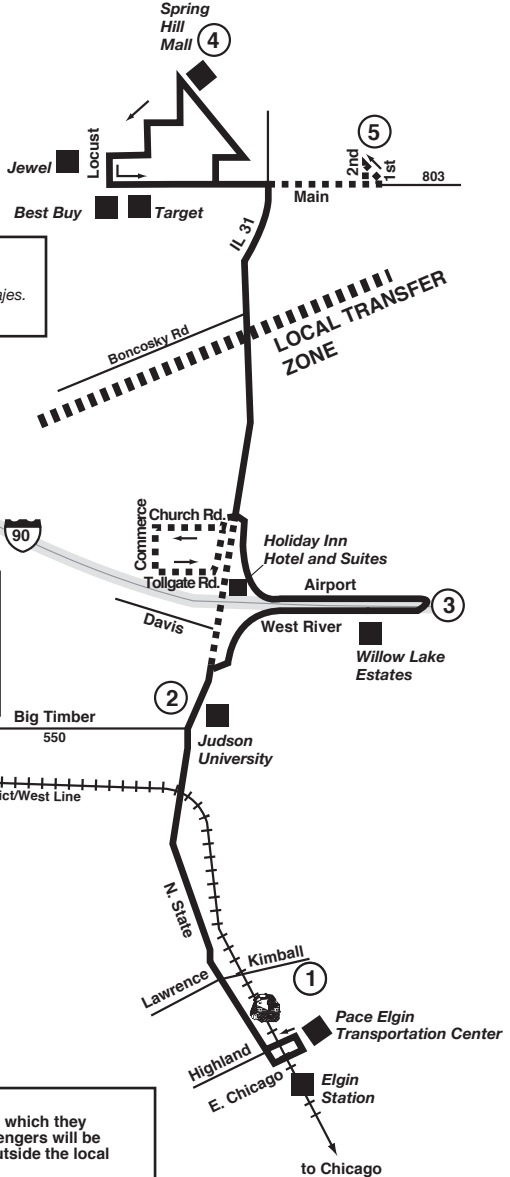 Spring
Hill
Mall
4
5
Locust
Jewel
2nd
1st
803
Main
Best Buy
Target
IL 31
ajes.
Boncosky Rd
LOCAL TRANSFER
ZONE
90
Commerce
Church Rd.
Tollgate Rd.
Holiday Inn
Hotel and Suites
Airport
3
Davis
West River
Willow Lake
Estates
2
Big Timber
550
Judson
University
ict/West Line
N. State
Kimball
1
Lawrence
Pace Elgin
Transportation Center
Highland
E. Chicago
Elgin
Station
which they
engers will be
utside the local
to Chicago